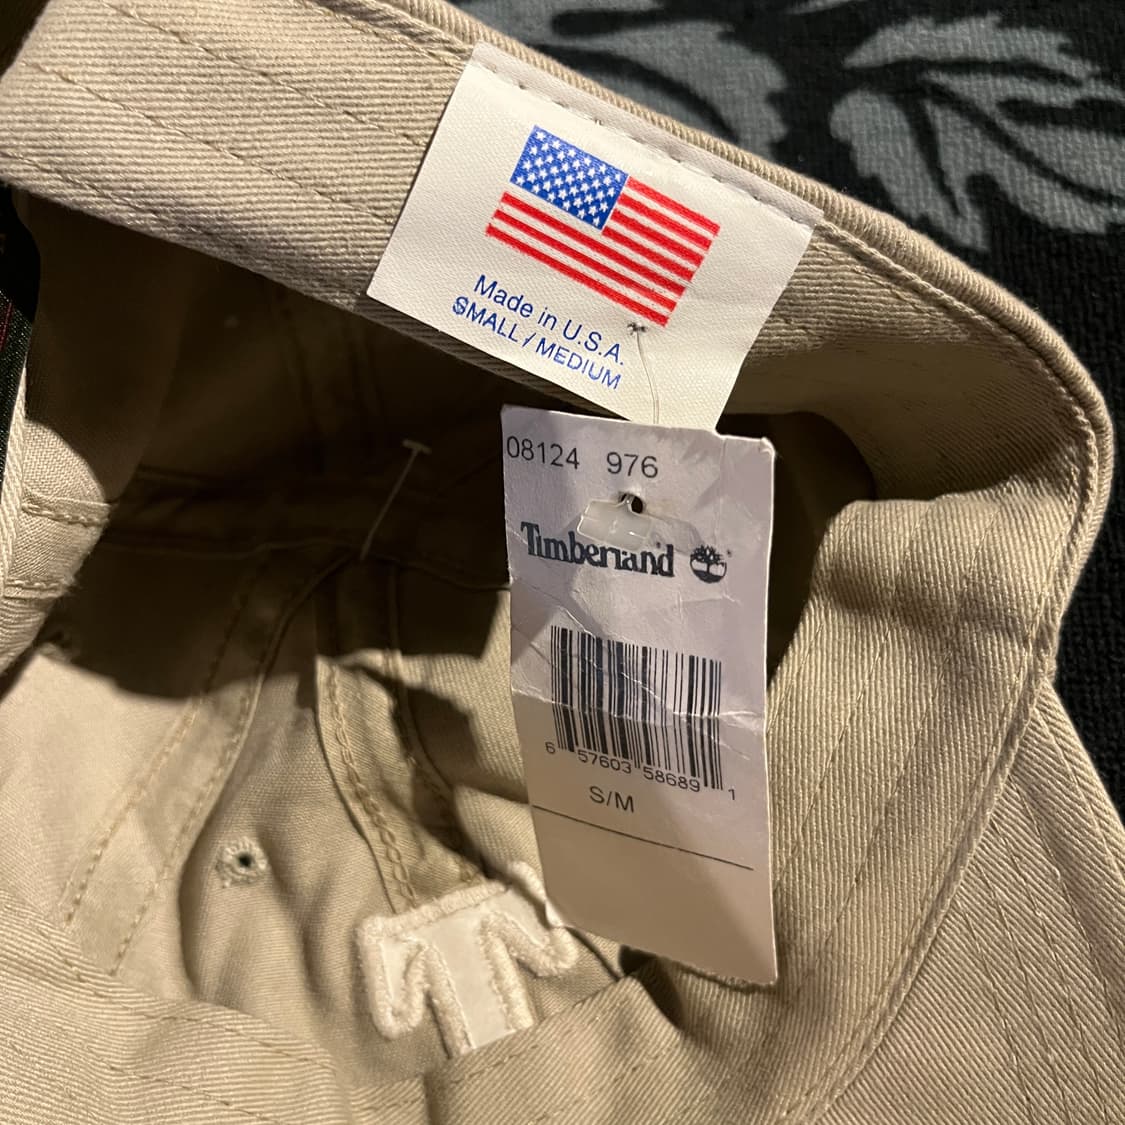 Made in U.S.A.
SMALL / MEDIUM
08124 976
Timberland
6 57603 58689 1
S/M